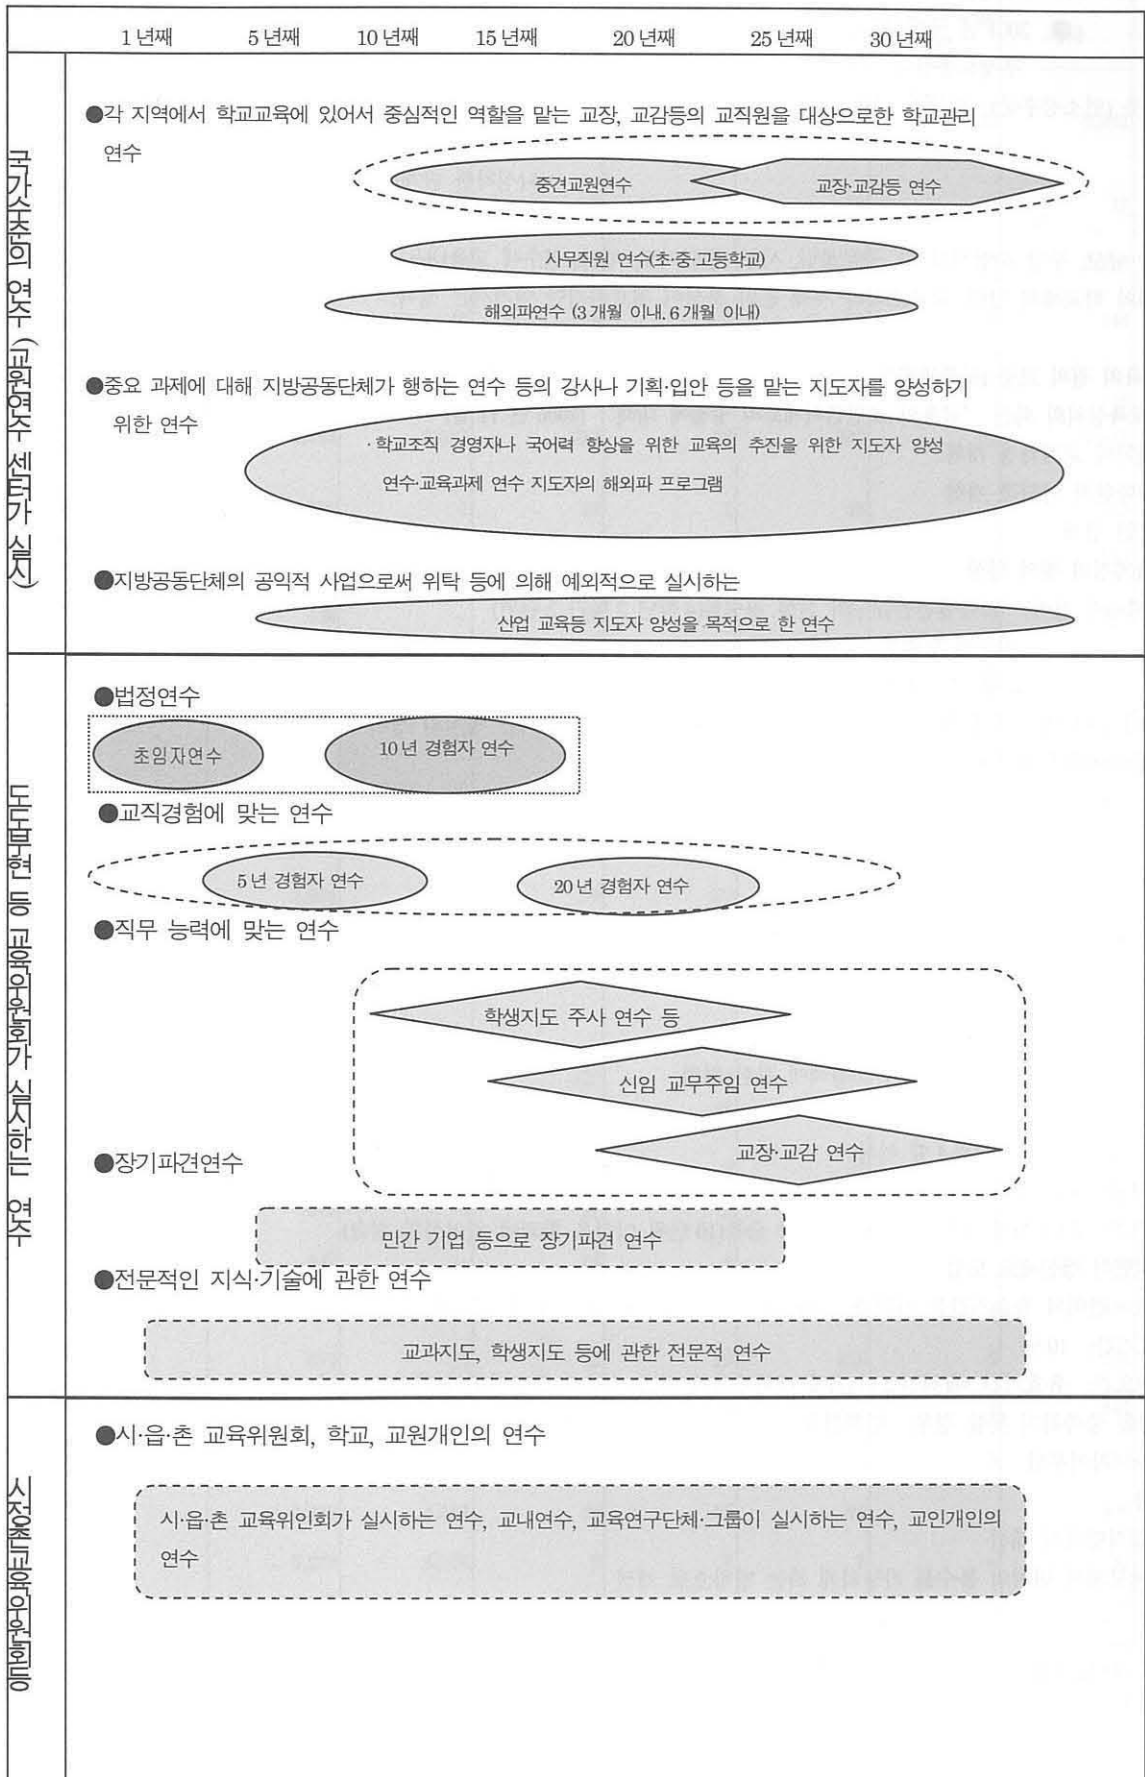 1년째 5년째 10년째 15년째 20년째 25년째 30년째
국가수준의 연수 (교원연수 센터가 실시)
●각 지역에서 학교교육에 있어서 중심적인 역할을 맡는 교장, 교감등의 교직원을 대상으로한 학교관리
연수
중견교원연수 교장·교감등 연수
사무직원 연수(초·중·고등학교)
해외파연수 (3개월 이내, 6개월 이내)
●중요 과제에 대해 지방공동단체가 행하는 연수 등의 강사나 기획·입안 등을 맡는 지도자를 양성하기
위한 연수
·학교조직 경영자나 국어력 향상을 위한 교육의 추진을 위한 지도자 양성
연수·교육과제 연수 지도자의 해외파 프로그램
●지방공동단체의 공익적 사업으로써 위탁 등에 의해 예외적으로 실시하는
산업 교육등 지도자 양성을 목적으로 한 연수
도도부현 등 교육위원회가 실시하는 연수
●법정연수
초임자연수 10년 경험자 연수
●교직경험에 맞는 연수
5년 경험자 연수 20년 경험자 연수
●직무 능력에 맞는 연수
학생지도 주사 연수 등
신임 교무주임 연수
교장·교감 연수
●장기파견연수
민간 기업 등으로 장기파견 연수
●전문적인 지식·기술에 관한 연수
교과지도, 학생지도 등에 관한 전문적 연수
시정촌교육위원회등
●시·읍·촌 교육위원회, 학교, 교원개인의 연수
시·읍·촌 교육위인회가 실시하는 연수, 교내연수, 교육연구단체·그룹이 실시하는 연수, 교인개인의
연수